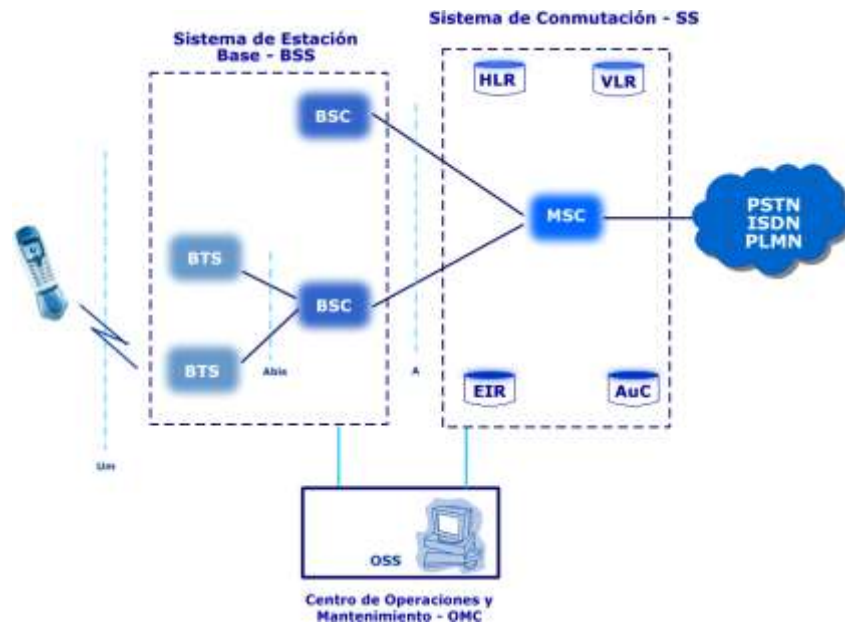 Sistema de Conmutación - SS
Sistema de Estación
Base - BSS
HLR
VLR
BSC
MSC
PSTN
ISDN
PLMN
BTS
BSC
BTS
Abis
A
EIR
AuC
Um
OSS
Centro de Operaciones y
Mantenimiento - OMC